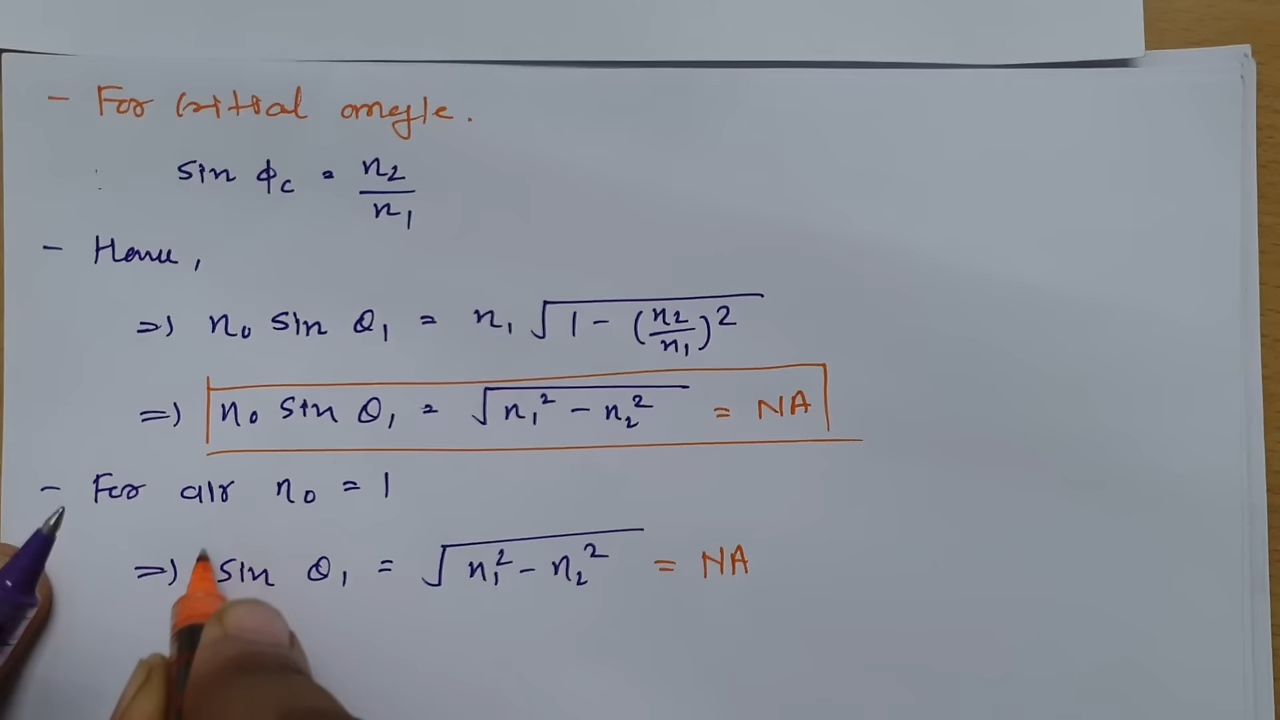 - For critical angle.
sin ϕc = n2/n1
- Hence,
=> n0 sin θ1 = n1 √(1 - (n2/n1)²)
=> n0 sin θ1 = √(n1² - n2²) = NA
- For air n0 = 1
=> sin θ1 = √(n1² - n2²) = NA